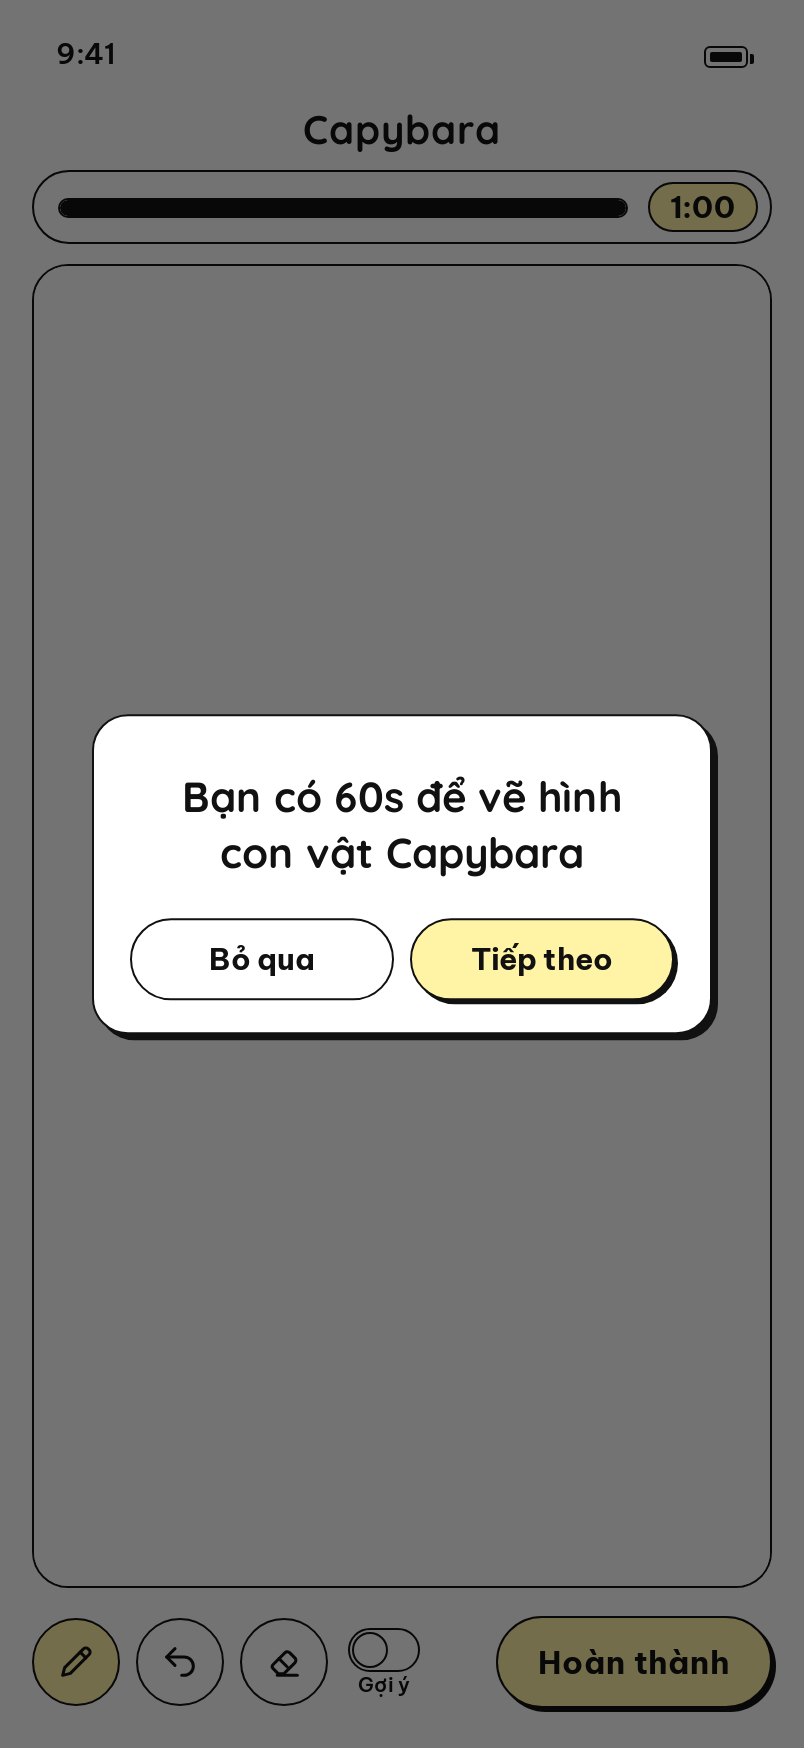 9:41
Capybara
1:00
Bạn có 60s để vẽ hình
con vật Capybara
Bỏ qua
Tiếp theo
Gợi ý
Hoàn thành